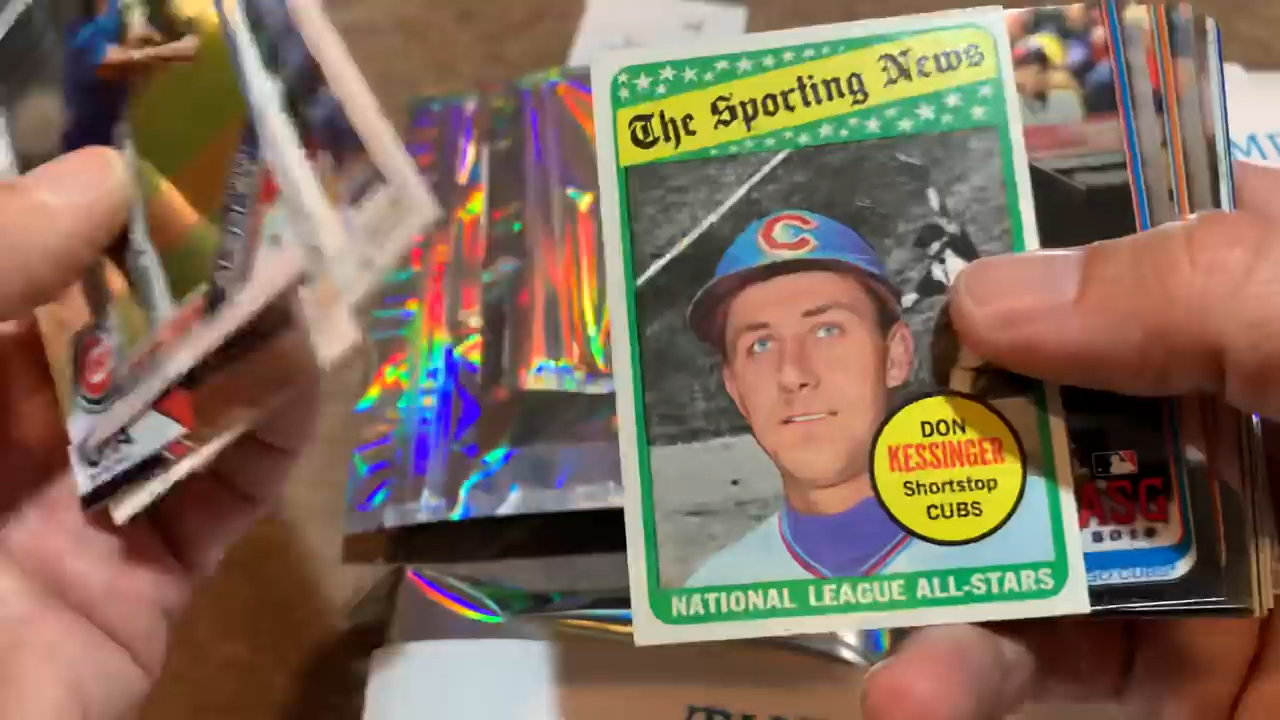 The Sporting News
C
DON
KESSINGER
Shortstop
CUBS
NATIONAL LEAGUE ALL-STARS
ASG